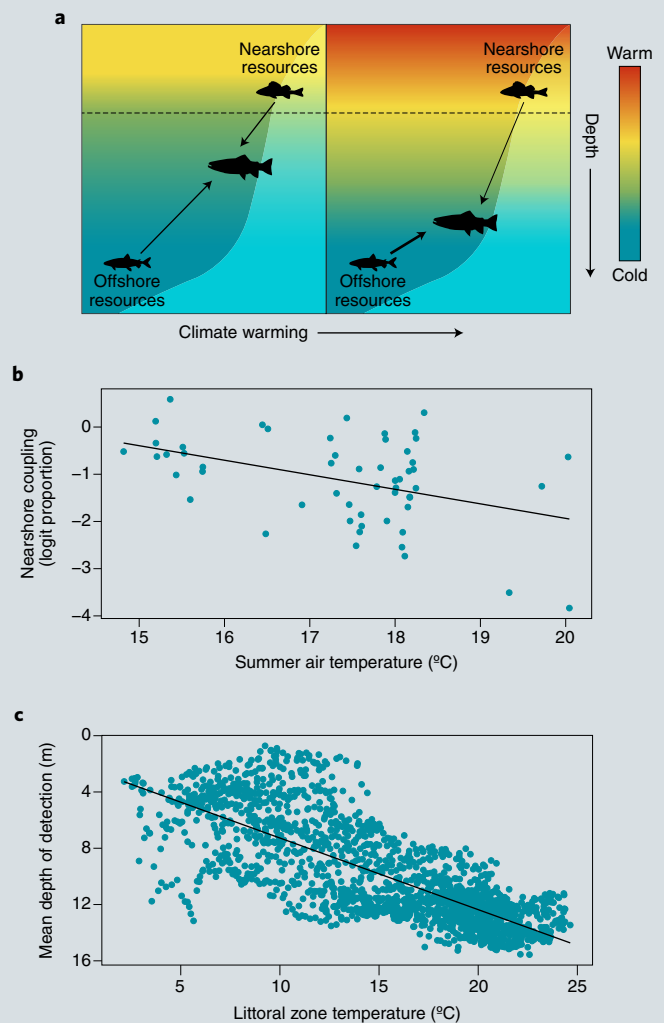 a
Nearshore
resources
Nearshore
resources
Warm
Depth
Offshore
resources
Offshore
resources
Cold
Climate warming
b
Nearshore coupling
(logit proportion)
0
–1
–2
–3
–4
15 16 17 18 19 20
Summer air temperature (ºC)
c
Mean depth of detection (m)
0
4
8
12
16
5 10 15 20 25
Littoral zone temperature (ºC)